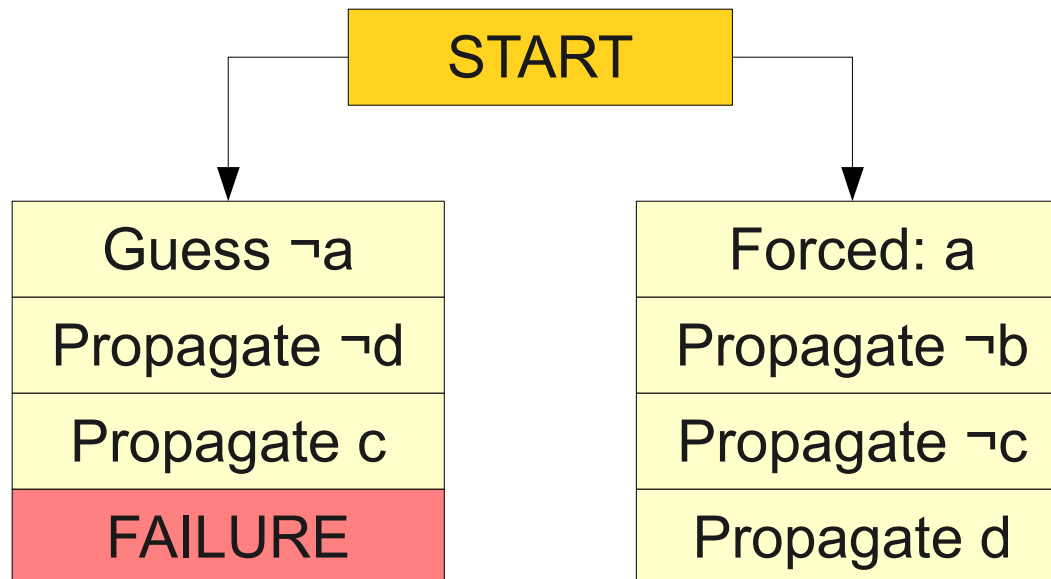 START
Guess ¬a
Propagate ¬d
Propagate c
FAILURE
Forced: a
Propagate ¬b
Propagate ¬c
Propagate d